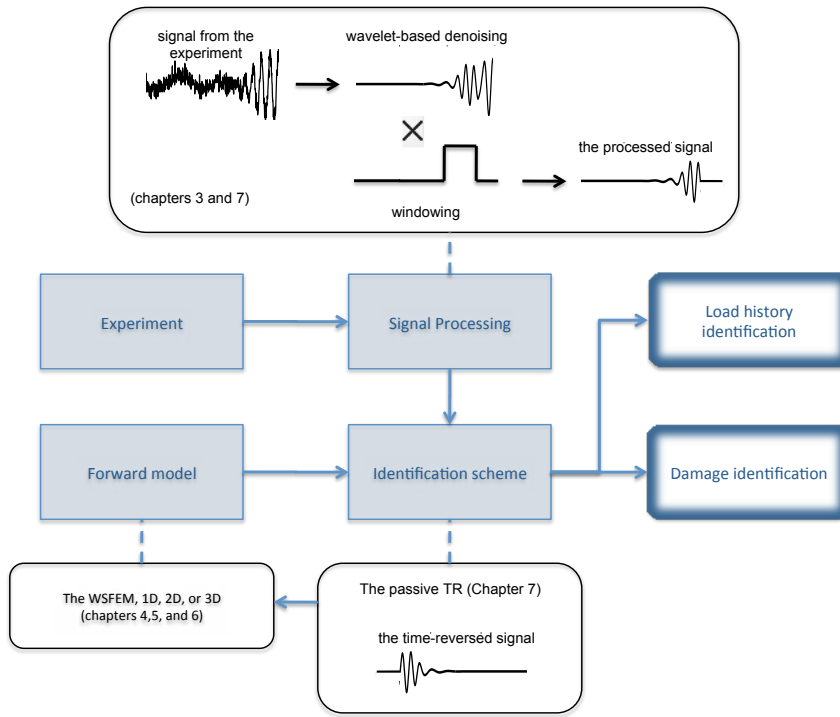 signal from the
experiment
wavelet-based denoising
the processed signal
(chapters 3 and 7)
windowing
Experiment
Signal Processing
Load history
identification
Forward model
Identification scheme
Damage identification
The WSFEM, 1D, 2D, or 3D
(chapters 4,5, and 6)
The passive TR (Chapter 7)
the time-reversed signal